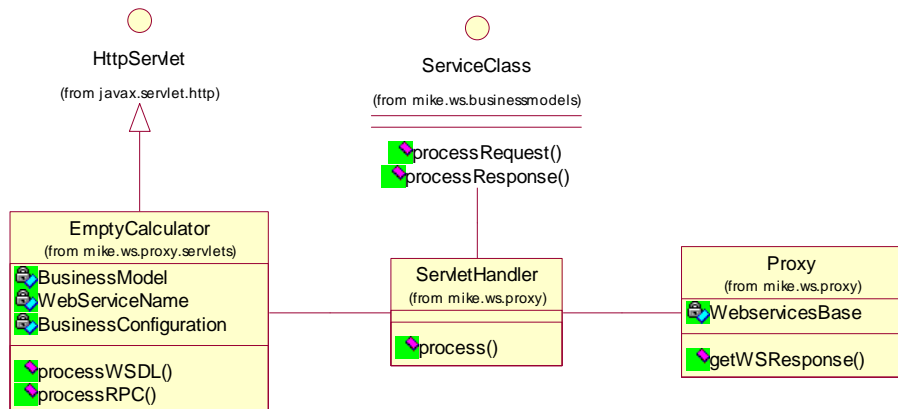 HttpServlet
(from javax.servlet.http)
ServiceClass
(from mike.ws.businessmodels)
processRequest()
processResponse()
EmptyCalculator
(from mike.ws.proxy.servlets)
BusinessModel
WebServiceName
BusinessConfiguration
processWSDL()
processRPC()
ServletHandler
(from mike.ws.proxy)
process()
Proxy
(from mike.ws.proxy)
WebservicesBase
getWSResponse()